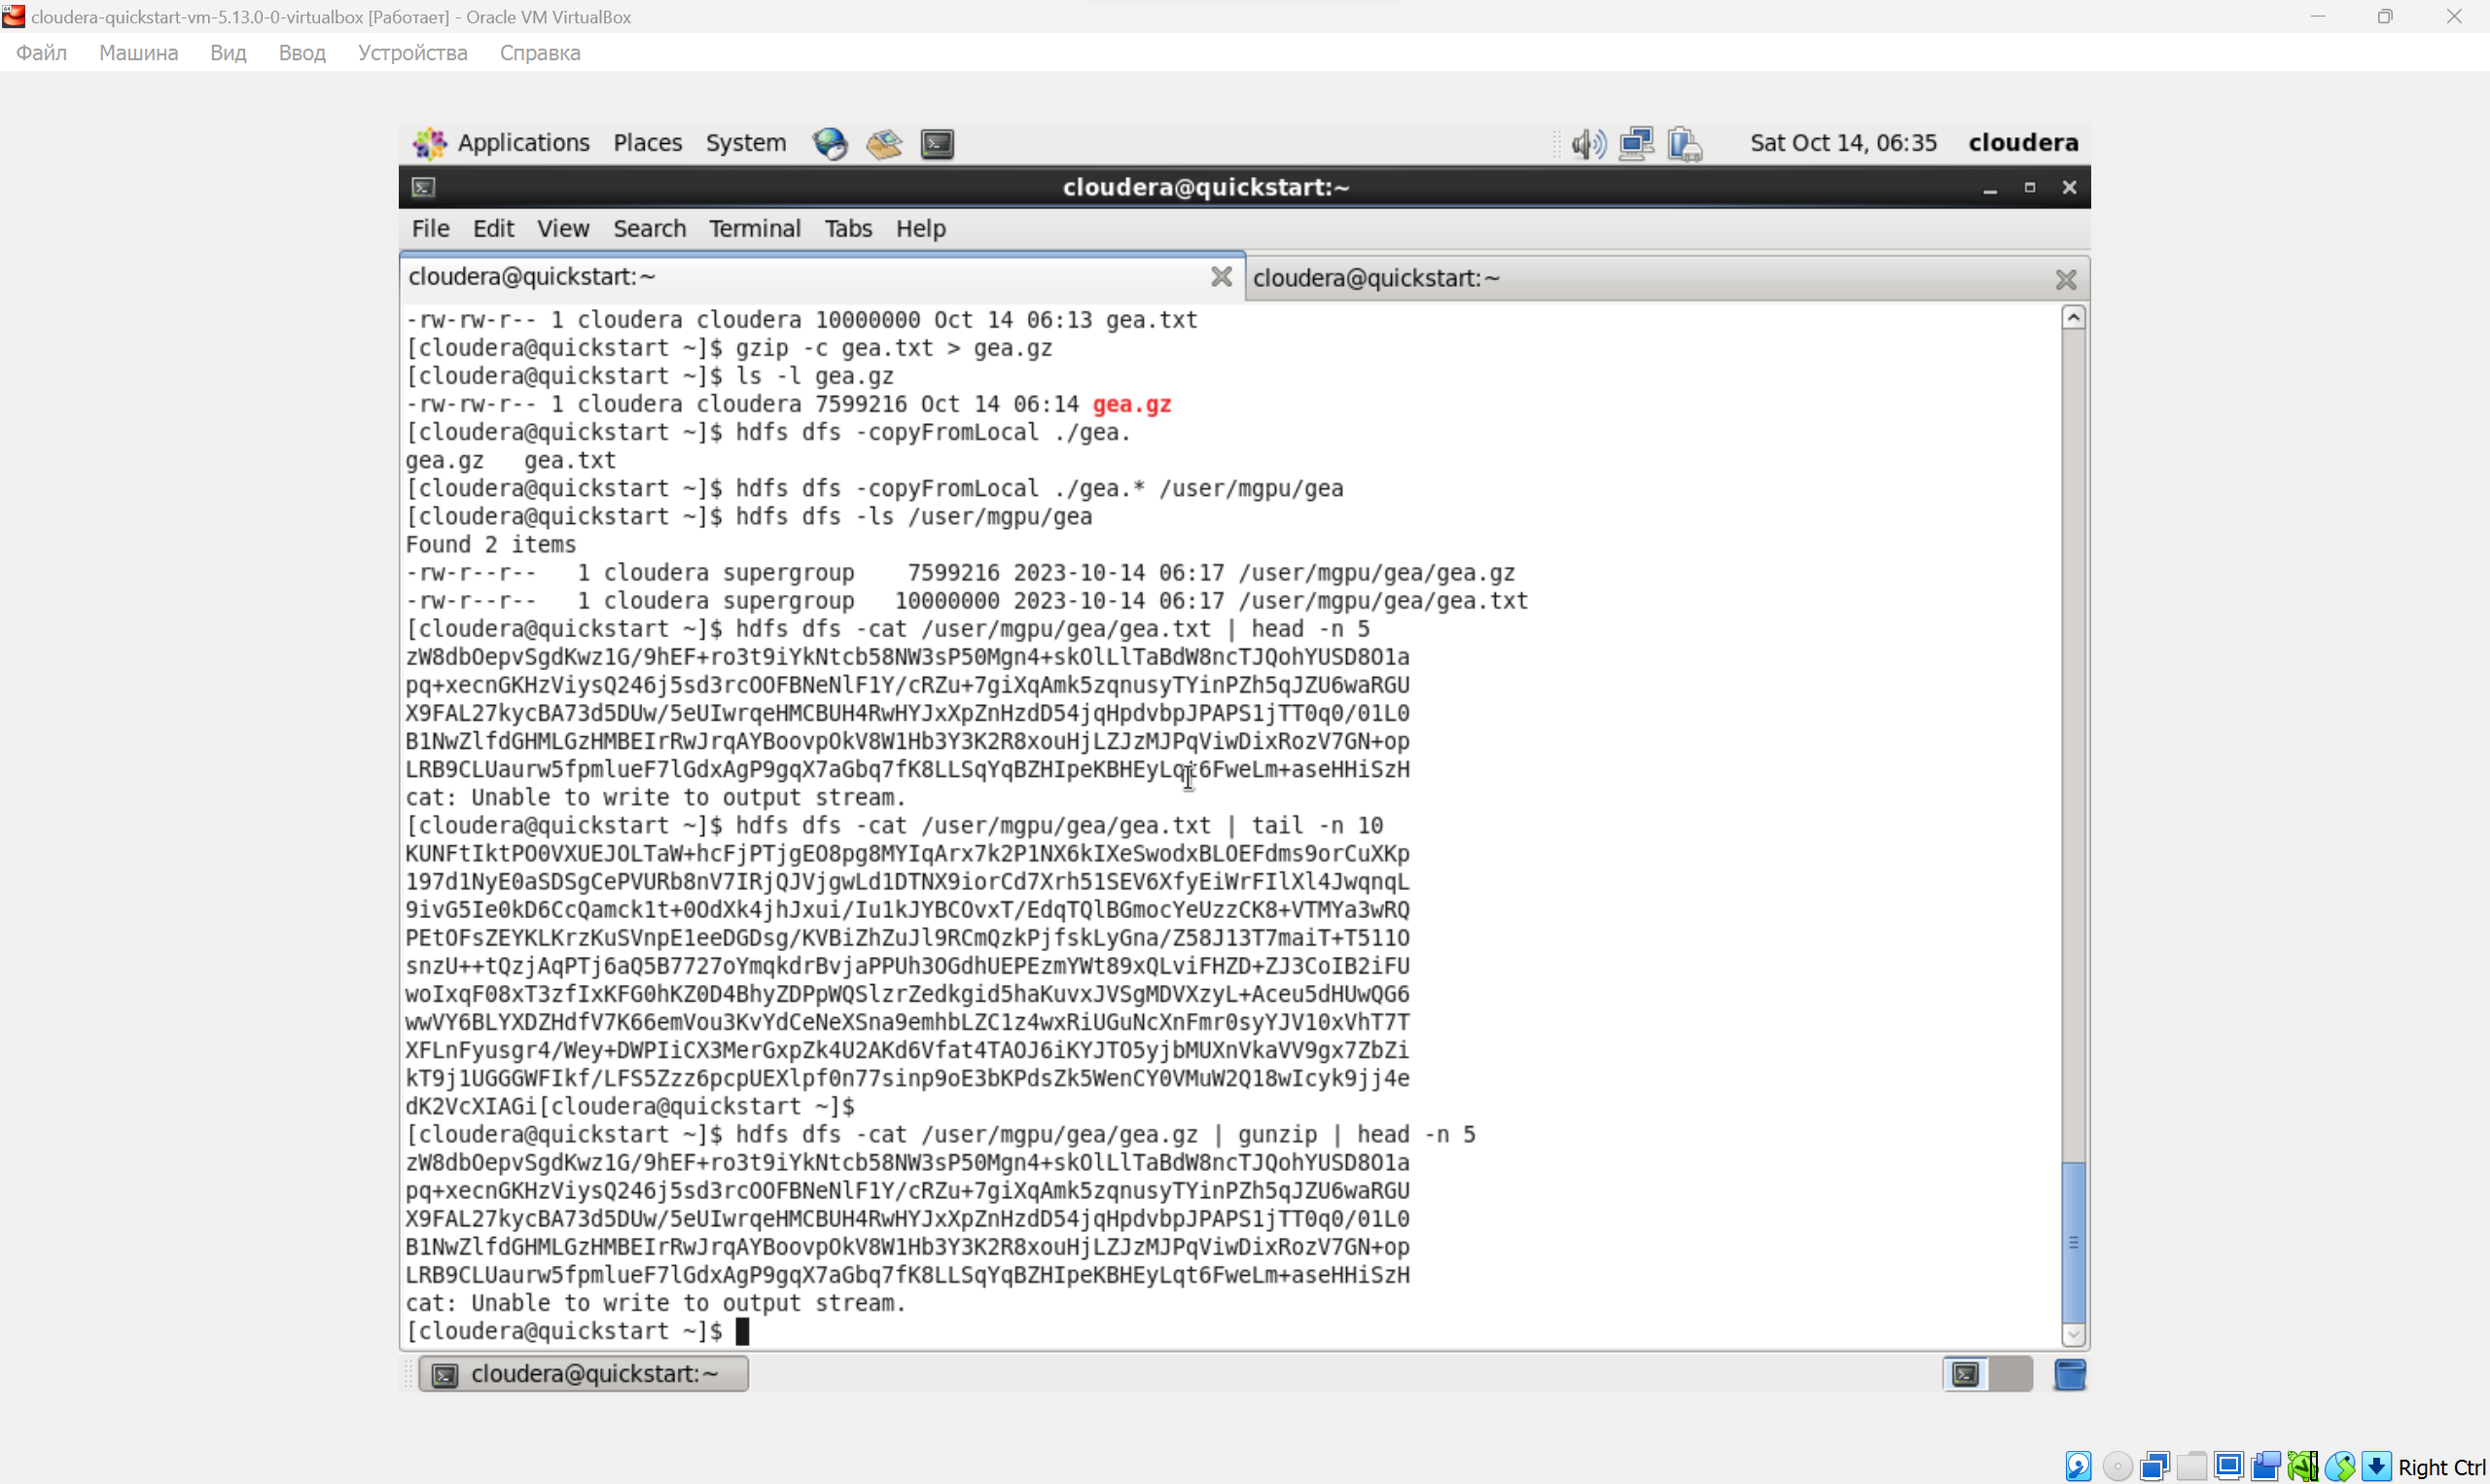 cloudera-quickstart-vm-5.13.0-0-virtualbox [Работает] - Oracle VM VirtualBox
Файл Машина Вид Ввод Устройства Справка
Applications Places System Sat Oct 14, 06:35 cloudera
cloudera@quickstart:~
File Edit View Search Terminal Tabs Help
cloudera@quickstart:~ cloudera@quickstart:~
-rw-rw-r-- 1 cloudera cloudera 10000000 Oct 14 06:13 gea.txt
[cloudera@quickstart ~]$ gzip -c gea.txt > gea.gz
[cloudera@quickstart ~]$ ls -l gea.gz
-rw-rw-r-- 1 cloudera cloudera 7599216 Oct 14 06:14 gea.gz
[cloudera@quickstart ~]$ hdfs dfs -copyFromLocal ./gea.
gea.gz   gea.txt
[cloudera@quickstart ~]$ hdfs dfs -copyFromLocal ./gea.* /user/mgpu/gea
[cloudera@quickstart ~]$ hdfs dfs -ls /user/mgpu/gea
Found 2 items
-rw-r--r--   1 cloudera supergroup    7599216 2023-10-14 06:17 /user/mgpu/gea/gea.gz
-rw-r--r--   1 cloudera supergroup   10000000 2023-10-14 06:17 /user/mgpu/gea/gea.txt
[cloudera@quickstart ~]$ hdfs dfs -cat /user/mgpu/gea/gea.txt | head -n 5
zW8dbOepvSgdKwz1G/9hEF+ro3t9iYkNtcb58NW3sP50Mgn4+skOlLlTaBdW8ncTJQohYUSD8O1a
pq+xecnGKHzViysQ246j5sd3rcOOFBNeNlF1Y/cRZu+7giXqAmk5zqnusyTYinPZh5qJZU6waRGU
X9FAL27kycBA73d5DUw/5eUIwrqeHMCBUH4RwHYJxXpZnHzdD54jqHpdvbpJPAPS1jTT0q0/01L0
B1NwZlfdGHMLGzHMBEIrRwJrqAYBoovpOkV8W1Hb3Y3K2R8xouHjLZJzMJPqViwDixRozV7GN+op
LRB9CLUaurw5fpmlueF7lGdxAgP9gqX7aGbq7fK8LLSqYqBZHIpeKBHEyLqt6FweLm+aseHHiSzH
cat: Unable to write to output stream.
[cloudera@quickstart ~]$ hdfs dfs -cat /user/mgpu/gea/gea.txt | tail -n 10
KUNFtIktPO0VXUEJOLTaW+hcFjPTjgEO8pg8MYIqArx7k2P1NX6kIXeSwodxBLOEFdms9orCuXKp
197d1NyE0aSDSgCePVURb8nV7IRjQJVjgwLd1DTNX9iorCd7Xrh51SEV6XfyEiWrFIlXl4JwqnqL
9ivG5Ie0kD6CcQamck1t+0OdXk4jhJxui/Iu1kJYBCOvxT/EdqTQlBGmocYeUzzCK8+VTMYa3wRQ
PEtOFsZEYKLKrzKuSVnpE1eeDGDsg/KVBiZhZuJl9RCmQzkPjfskLyGna/Z58J13T7maiT+T511O
snzU++tQzjAqPTj6aQ5B7727oYmqkdrBvjaPPUh3OGdhUEPEzmYWt89xQLviFHZD+ZJ3CoIB2iFU
woIxqF08xT3zfIxKFG0hKZ0D4BhyZDPpWQSlzrZedkgid5haKuvxJVSgMDVXzyL+Aceu5dHUwQG6
wwVY6BLYXDZHdfV7K66emVou3KvYdCeNeXSna9emhbLZC1z4wxRiUGuNcXnFmr0syYJV10xVhT7T
XFLnFyusgr4/Wey+DWPIiCX3MerGxpZk4U2AKd6Vfat4TAOJ6iKYJTO5yjbMUXnVkaVV9gx7ZbZi
kT9j1UGGGWFIkf/LFS5Zzz6pcpUEXlpf0n77sinp9oE3bKPdsZk5WenCY0VMuW2Q18wIcyk9jj4e
dK2VcXIAGi[cloudera@quickstart ~]$
[cloudera@quickstart ~]$ hdfs dfs -cat /user/mgpu/gea/gea.gz | gunzip | head -n 5
zW8dbOepvSgdKwz1G/9hEF+ro3t9iYkNtcb58NW3sP50Mgn4+skOlLlTaBdW8ncTJQohYUSD8O1a
pq+xecnGKHzViysQ246j5sd3rcOOFBNeNlF1Y/cRZu+7giXqAmk5zqnusyTYinPZh5qJZU6waRGU
X9FAL27kycBA73d5DUw/5eUIwrqeHMCBUH4RwHYJxXpZnHzdD54jqHpdvbpJPAPS1jTT0q0/01L0
B1NwZlfdGHMLGzHMBEIrRwJrqAYBoovpOkV8W1Hb3Y3K2R8xouHjLZJzMJPqViwDixRozV7GN+op
LRB9CLUaurw5fpmlueF7lGdxAgP9gqX7aGbq7fK8LLSqYqBZHIpeKBHEyLqt6FweLm+aseHHiSzH
cat: Unable to write to output stream.
[cloudera@quickstart ~]$
cloudera@quickstart:~
Right Ctrl